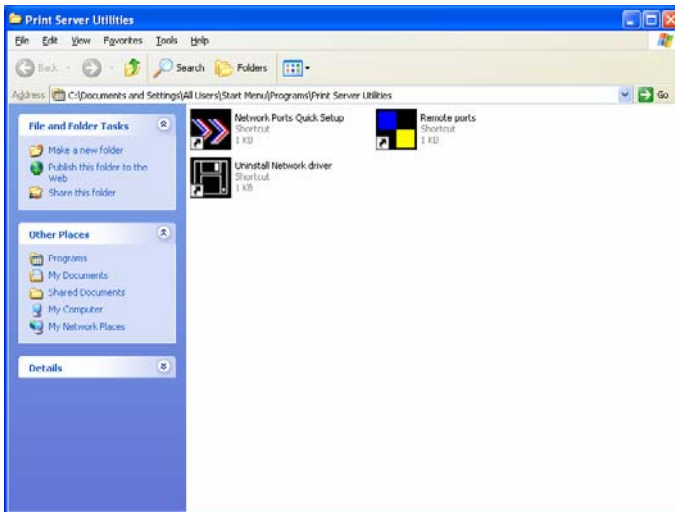 Print Server Utilities
File Edit View Favorites Tools Help
Back Search Folders
Address C:\Documents and Settings\All Users\Start Menu\Programs\Print Server Utilities Go
File and Folder Tasks
Make a new folder
Publish this folder to the
Web
Share this folder
Other Places
Programs
My Documents
Shared Documents
My Computer
My Network Places
Details
Network Ports Quick Setup
Shortcut
1 KB
Remote ports
Shortcut
1 KB
Uninstall Network driver
Shortcut
1 KB